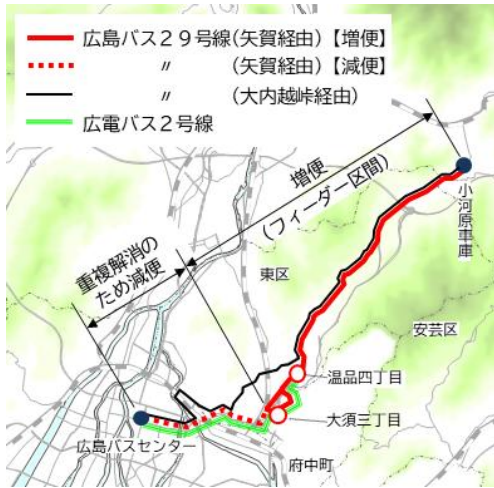 広島バス２９号線(矢賀経由)【増便】
〃 (矢賀経由)【減便】
〃 (大内越峠経由)
広電バス２号線
増便
(フィーダー区間)
小河原車庫
重複解消の
ため減便
東区
安芸区
温品四丁目
大須三丁目
広島バスセンター
府中町